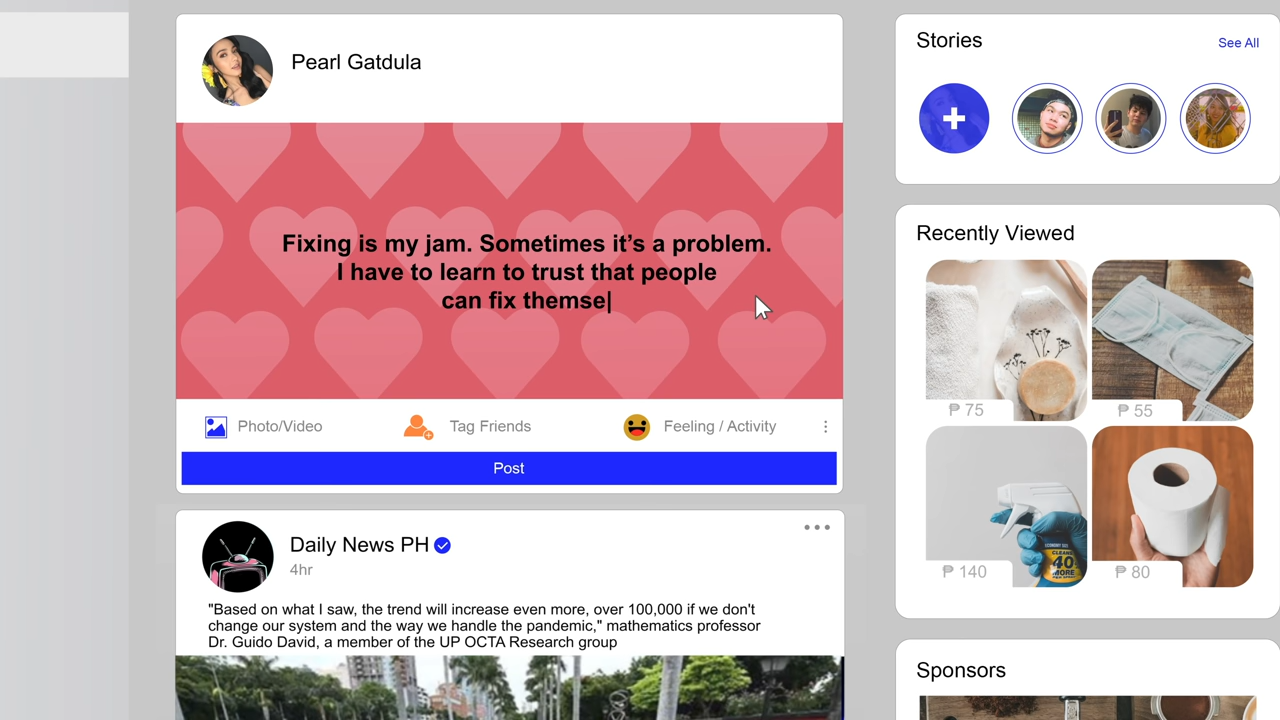 Pearl Gatdula
Fixing is my jam. Sometimes it’s a problem.
I have to learn to trust that people
can fix themse|
Photo/Video
Tag Friends
Feeling / Activity
Post
Daily News PH
4hr
"Based on what I saw, the trend will increase even more, over 100,000 if we don't
change our system and the way we handle the pandemic," mathematics professor
Dr. Guido David, a member of the UP OCTA Research group
Stories
See All
Recently Viewed
₱ 75
₱ 55
CLEANS
40%
MORE
₱ 140
₱ 80
Sponsors